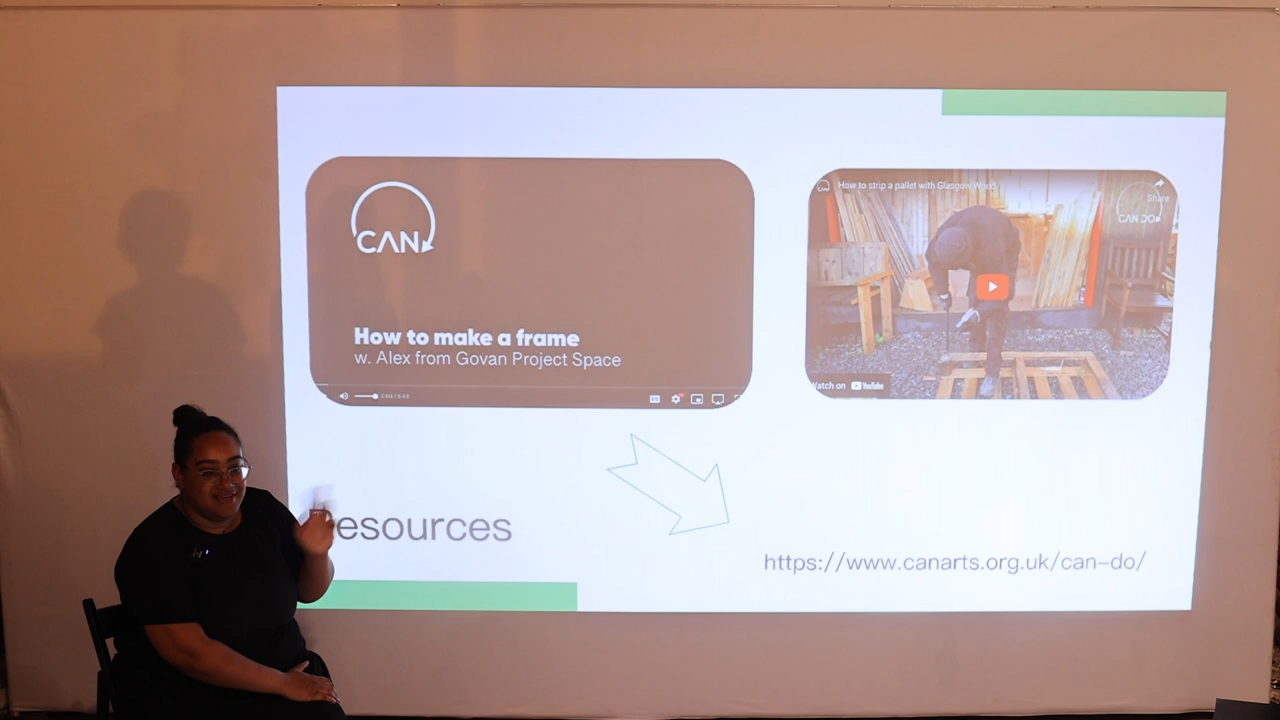 CAN
How to make a frame
w. Alex from Govan Project Space
How to strip a pallet with Glasgow Wood
Share
CAN DO
Watch on YouTube
esources
https://www.canarts.org.uk/can-do/